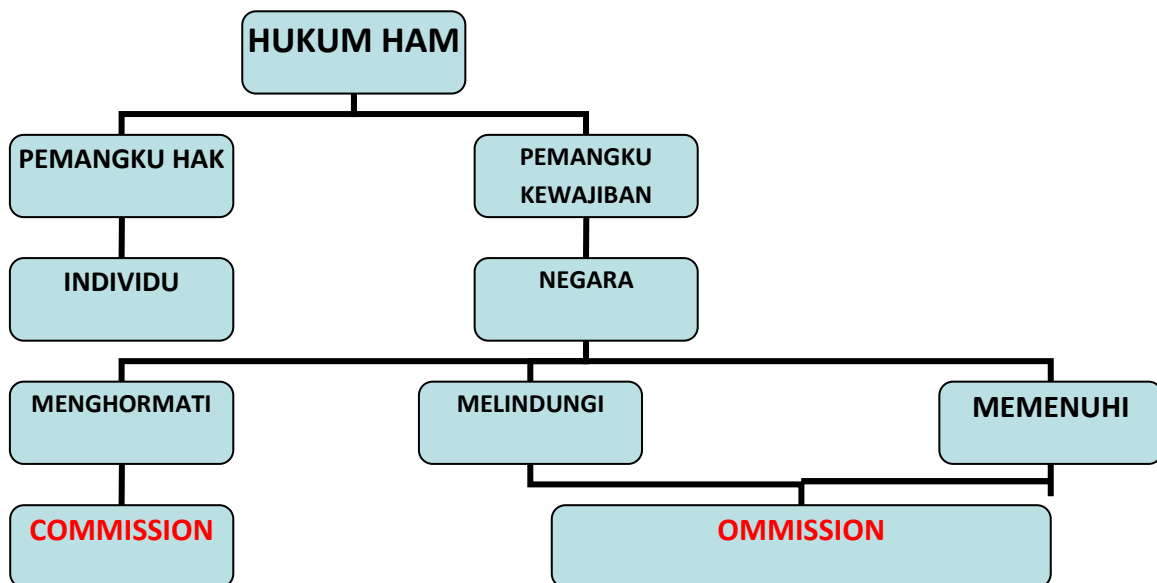 HUKUM HAM
PEMANGKU HAK
PEMANGKU
KEWAJIBAN
INDIVIDU
NEGARA
MENGHORMATI
MELINDUNGI
MEMENUHI
COMMISSION
OMMISSION